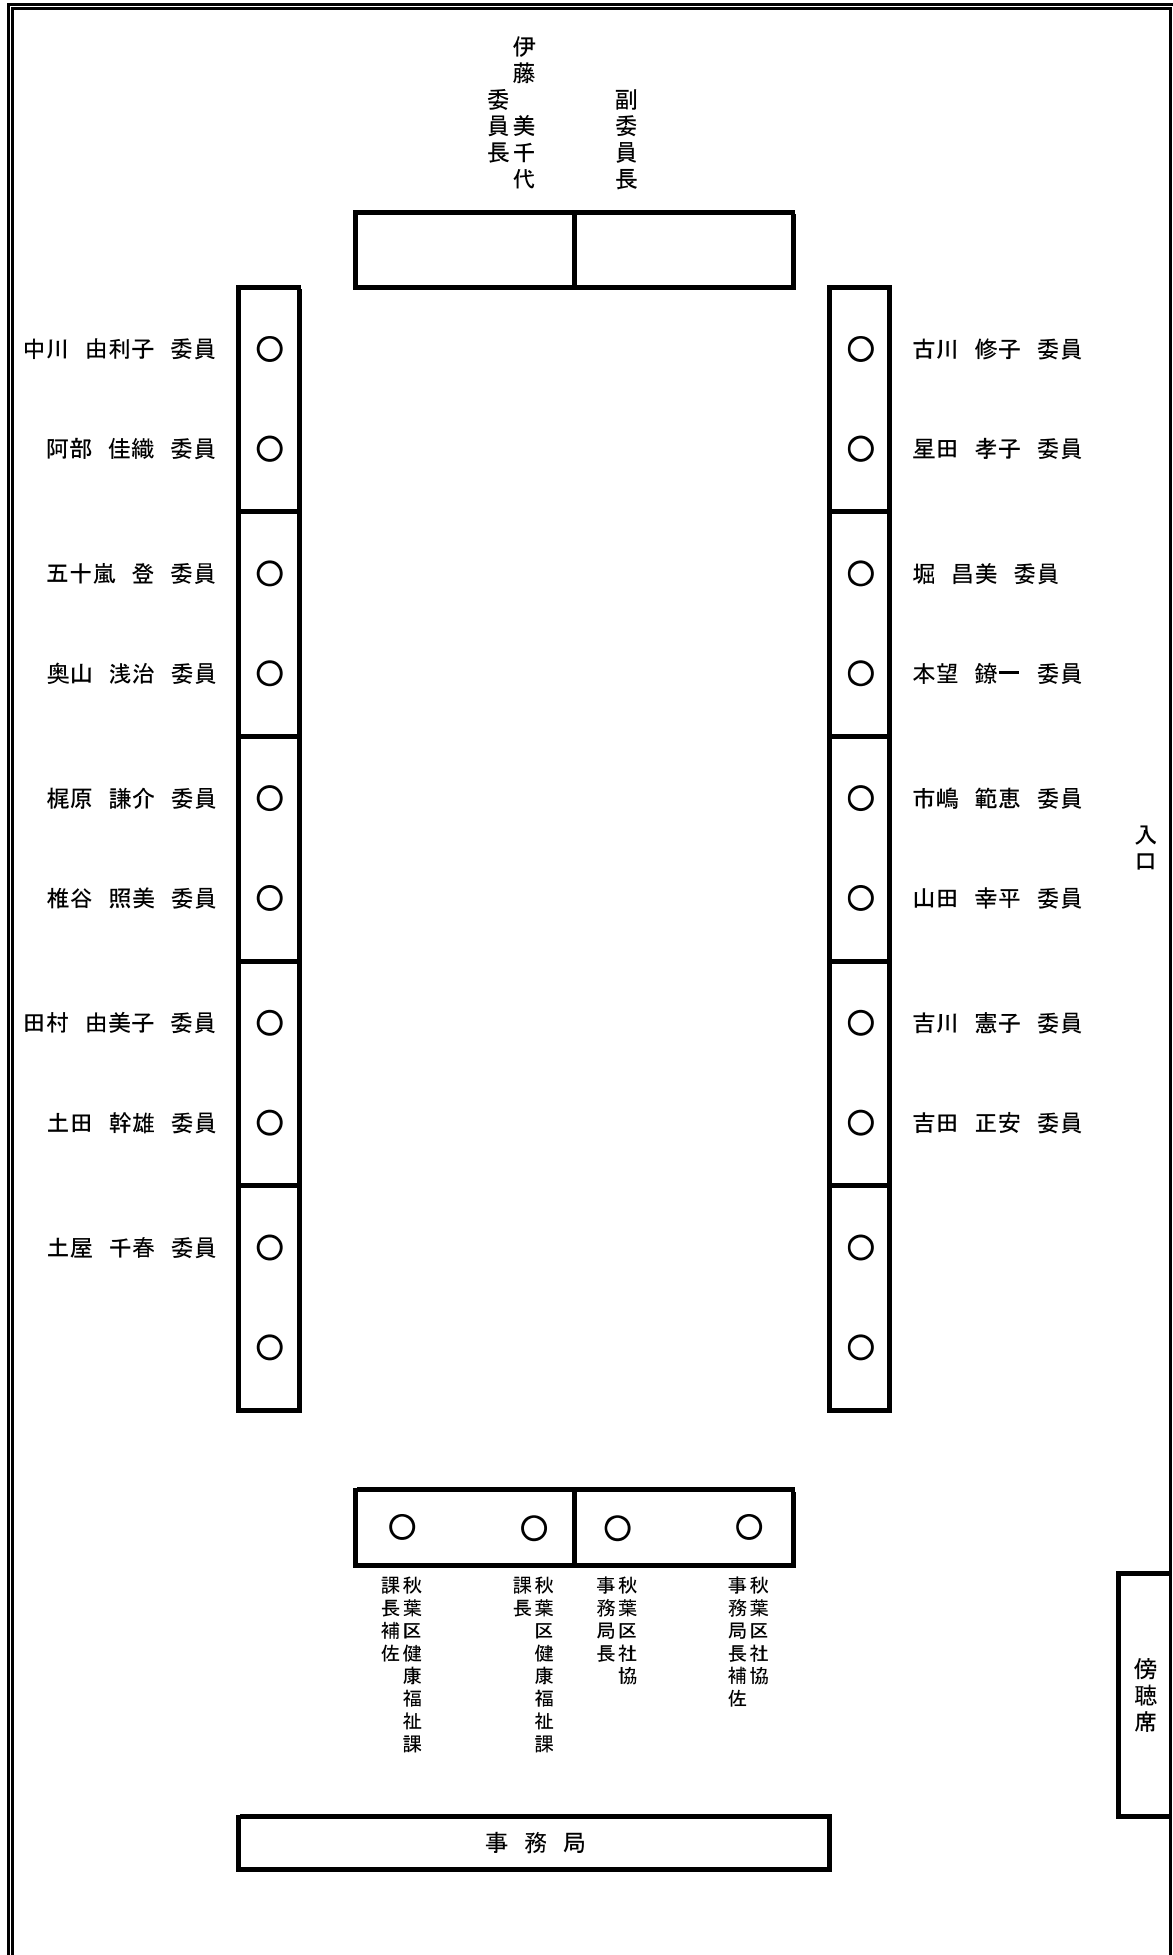 副委員長
伊藤 美千代
委員長
中川 由利子 委員
古川 修子 委員
阿部 佳織 委員
星田 孝子 委員
五十嵐 登 委員
堀 昌美 委員
奥山 浅治 委員
本望 鐐一 委員
梶原 謙介 委員
市嶋 範恵 委員
入口
椎谷 照美 委員
山田 幸平 委員
田村 由美子 委員
吉川 憲子 委員
土田 幹雄 委員
吉田 正安 委員
土屋 千春 委員
秋葉区社協
事務局長補佐
秋葉区社協
事務局長
秋葉区健康福祉課
課長
秋葉区健康福祉課
課長補佐
傍聴席
事務局